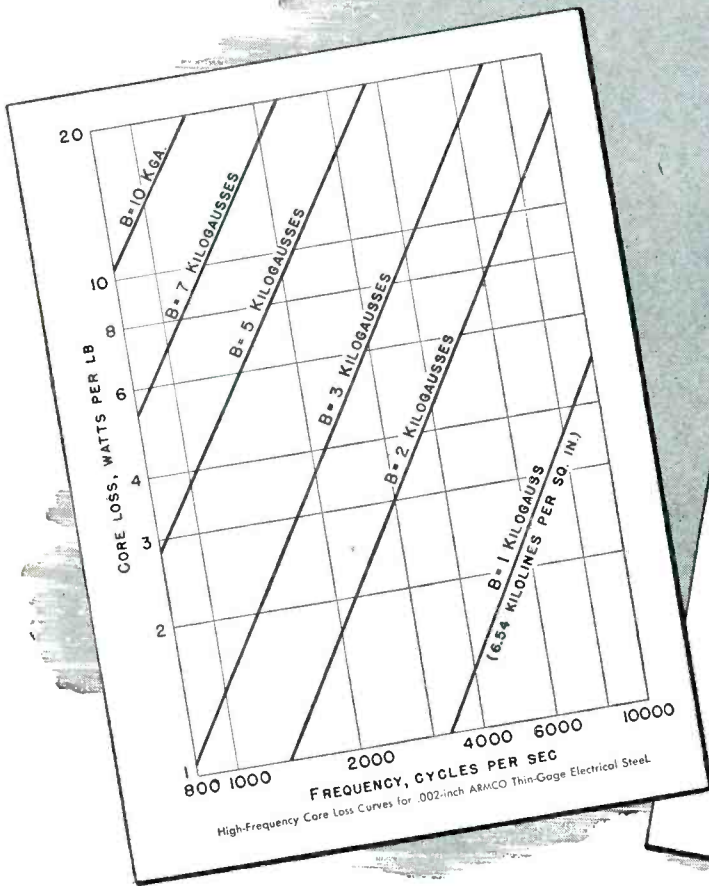 20
10
8
6
4
3
2
1
CORE LOSS, WATTS PER LB
B=10 KGA.
B=7 KILOGAUSSES
B=5 KILOGAUSSES
B=3 KILOGAUSSES
B=2 KILOGAUSSES
B=1 KILOGAUSS
(6.54 KILOLINES PER SQ. IN.)
800 1000 2000 4000 6000 10000
FREQUENCY, CYCLES PER SEC
High-Frequency Core Loss Curves for .002-inch ARMCO Thin-Gage Electrical Steel